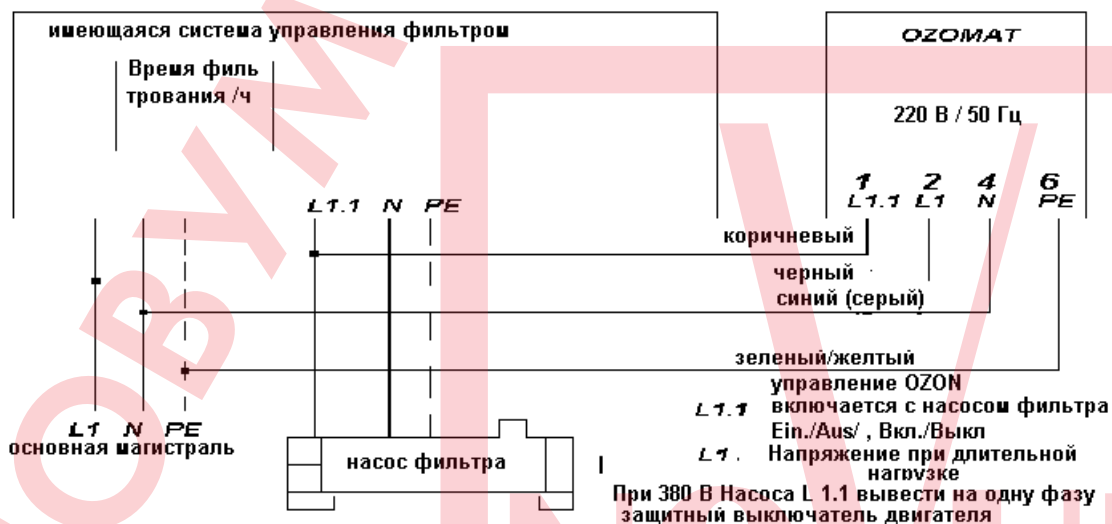 имеющаяся система управления фильтром
OZOMAT
Время филь
трования /ч
220 В / 50 Гц
1 2 4 6
L1.1 N PE
L1.1 L1 N PE
коричневый
черный
синий (серый)
зеленый/желтый
управление OZON
L1.1 включается с насосом фильтра
Ein./Aus/ , Вкл./Выкл
L1 N PE
основная магистраль
насос фильтра
L1. Напряжение при длительной
нагрузке
При 380 В Насоса L 1.1 вывести на одну фазу
защитный выключатель двигателя